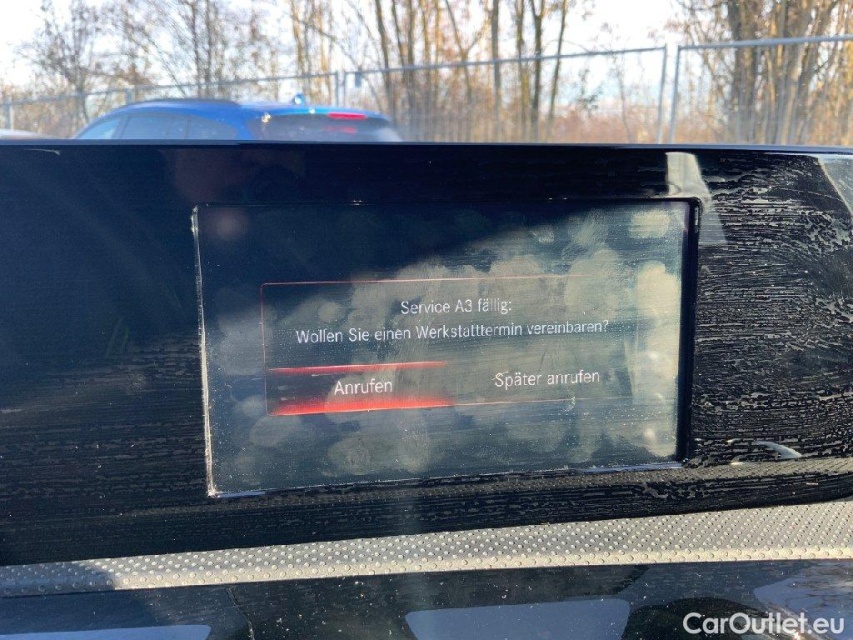 Service A3 fällig:
Wollen Sie einen Werkstatttermin vereinbaren?
Anrufen
Später anrufen
CarOutlet.eu